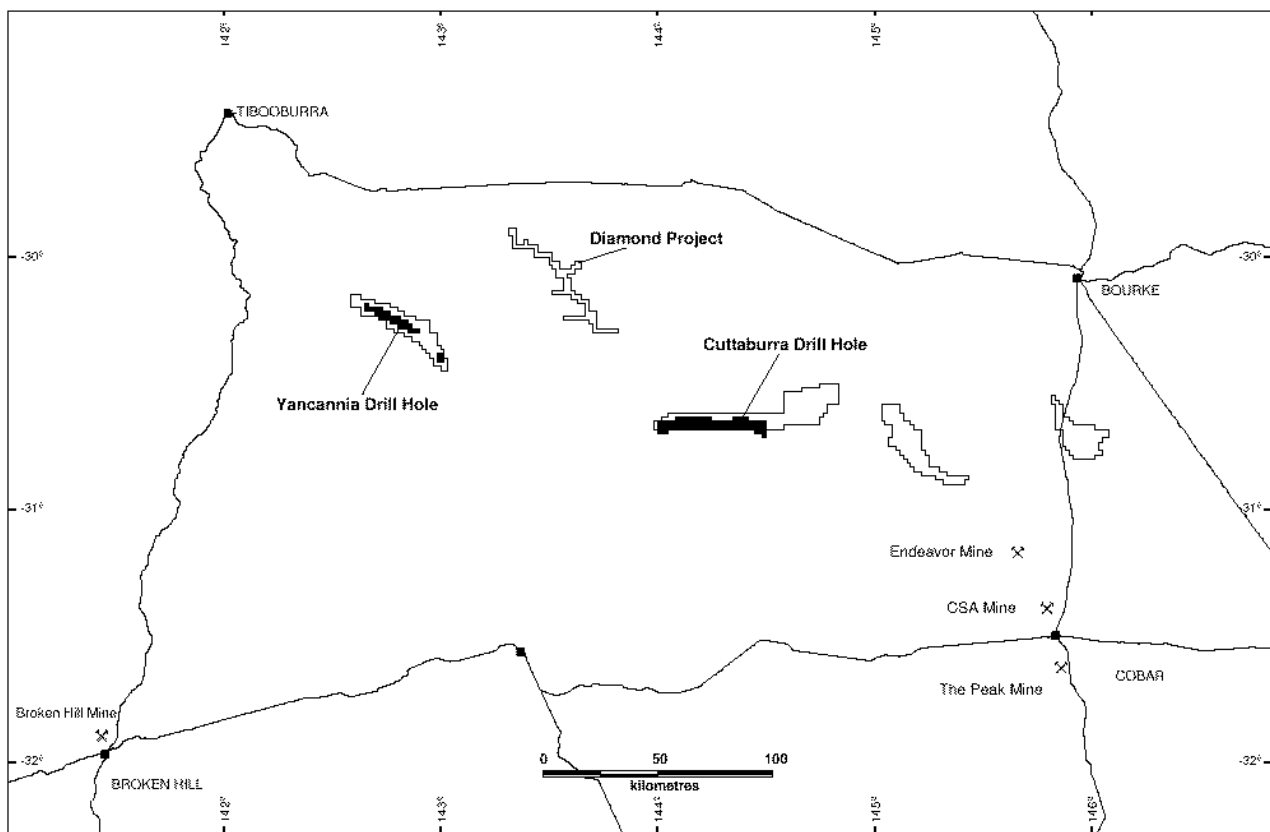 142°
143°
144°
145°
TIBOOBURRA
-30°
Diamond Project
-30°
BOURKE
Cuttaburra Drill Hole
Yancannia Drill Hole
-31°
-31°
Endeavor Mine
CSA Mine
COBAR
The Peak Mine
Broken Hill Mine
-32°
-32°
0 50 100
kilometres
BROKEN HILL
142°
143°
144°
145°
146°